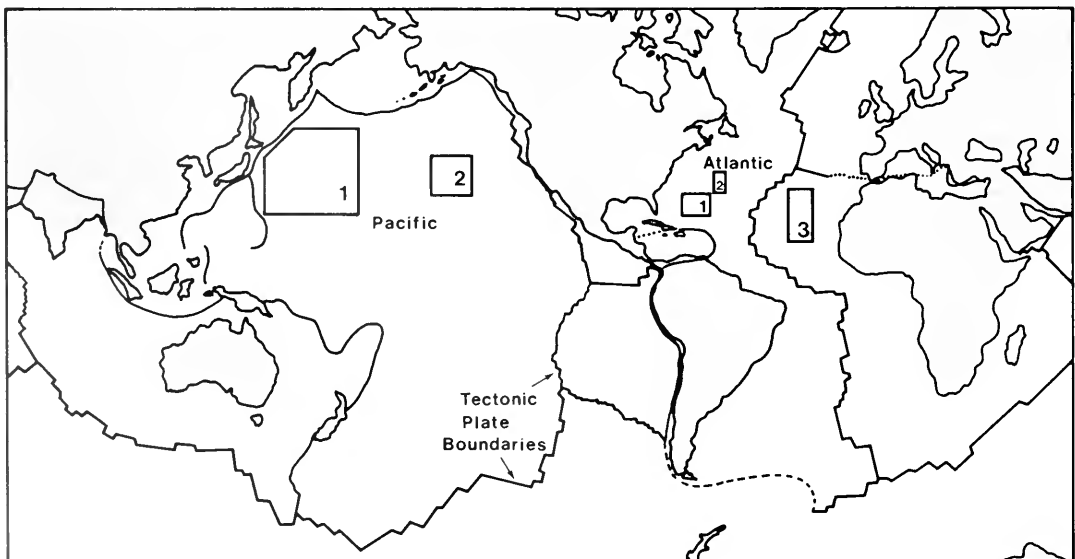 Atlantic
1
2
2
1
Pacific
3
Tectonic
Plate
Boundaries